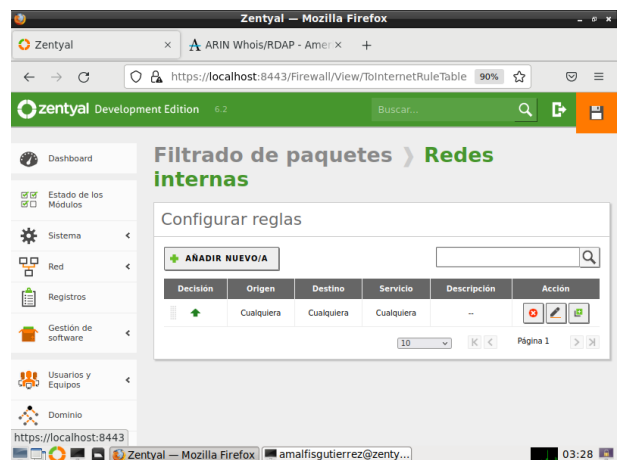 Zentyal — Mozilla Firefox
Zentyal
ARIN Whois/RDAP - Amer
https://localhost:8443/Firewall/View/ToInternetRuleTable
90%
zentyal Development Edition 6.2
Buscar...
Dashboard
Estado de los
Módulos
Sistema
Red
Registros
Gestión de
software
Usuarios y
Equipos
Dominio
Filtrado de paquetes ⟩ Redes
internas
Configurar reglas
AÑADIR NUEVO/A
Decisión Origen Destino Servicio Descripción Acción
Cualquiera Cualquiera Cualquiera --
10 Página 1
https://localhost:8443
Zentyal — Mozilla Firefox
amalfisgutierrez@zenty...
03:28